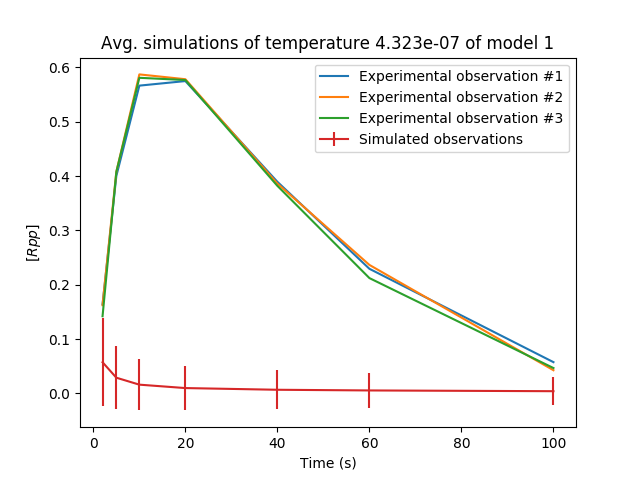 Avg. simulations of temperature 4.323e-07 of model 1
Experimental observation #1
Experimental observation #2
Experimental observation #3
Simulated observations
[Rpp]
0.6
0.5
0.4
0.3
0.2
0.1
0.0
0 20 40 60 80 100
Time (s)